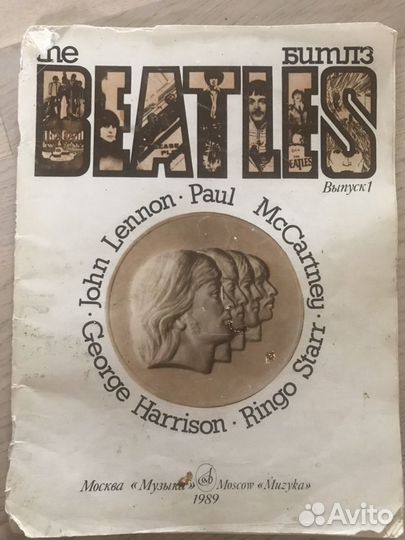 the БИТЛЗ
BEATLES
Выпуск 1
John Lennon · Paul McCartney ·
George Harrison · Ringo Starr ·
Москва «Музыка» Moscow «Muzyka»
1989
Avito